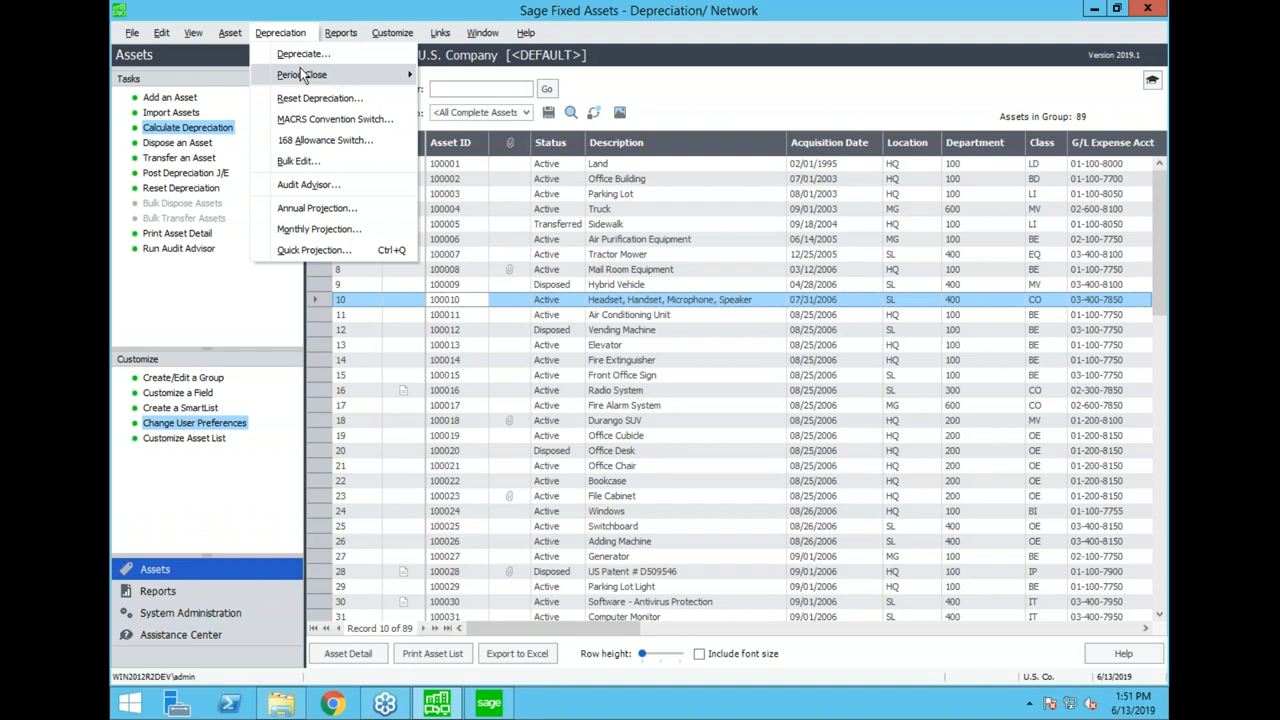 Sage Fixed Assets - Depreciation/ Network
File Edit View Asset Depreciation Reports Customize Links Window Help
Assets
U.S. Company [<DEFAULT>]
Version 2019.1
Tasks
Add an Asset
Import Assets
Calculate Depreciation
Dispose an Asset
Transfer an Asset
Post Depreciation J/E
Reset Depreciation
Bulk Dispose Assets
Bulk Transfer Assets
Print Asset Detail
Run Audit Advisor
Customize
Create/Edit a Group
Customize a Field
Create a SmartList
Change User Preferences
Customize Asset List
Assets
Reports
System Administration
Assistance Center
Depreciate...
Period Close
Reset Depreciation...
MACRS Convention Switch...
168 Allowance Switch...
Bulk Edit...
Audit Advisor...
Annual Projection...
Monthly Projection...
Quick Projection... Ctrl+Q
Go
<All Complete Assets
Assets in Group: 89
Asset ID Status Description Acquisition Date Location Department Class G/L Expense Acct
100001 Active Land 02/01/1995 HQ 100 LD 01-100-8000
100002 Active Office Building 07/01/2003 HQ 100 BD 01-100-7700
100003 Active Parking Lot 07/01/2003 HQ 100 LI 01-100-8050
100004 Active Truck 09/01/2003 MG 600 MV 02-600-8100
100005 Transferred Sidewalk 09/18/2004 HQ 100 LI 01-100-8050
100006 Active Air Purification Equipment 06/14/2005 MG 100 BE 02-100-7750
100007 Active Tractor Mower 12/25/2005 SL 400 EQ 03-400-8150
8 100008 Active Mail Room Equipment 03/12/2006 HQ 100 BE 01-100-7750
9 100009 Disposed Hybrid Vehicle 04/28/2006 SL 400 MV 03-400-8100
10 100010 Active Headset, Handset, Microphone, Speaker 07/31/2006 SL 400 CO 03-400-7850
11 100011 Active Air Conditioning Unit 08/25/2006 HQ 100 BE 01-100-7750
12 100012 Disposed Vending Machine 08/25/2006 SL 400 BE 03-400-7750
13 100013 Active Elevator 08/25/2006 HQ 100 BE 01-100-7750
14 100014 Active Fire Extinguisher 08/25/2006 HQ 100 BE 01-100-7750
15 100015 Active Front Office Sign 08/25/2006 HQ 100 BE 01-100-7750
16 100016 Active Radio System 08/25/2006 SL 300 CO 02-300-7850
17 100017 Active Fire Alarm System 08/25/2006 MG 600 CO 02-600-7850
18 100018 Active Durango SUV 08/25/2006 HQ 200 MV 01-200-8100
19 100019 Active Office Cubicle 08/25/2006 HQ 200 OE 01-200-8150
20 100020 Disposed Office Desk 08/25/2006 HQ 200 OE 01-200-8150
21 100021 Active Office Chair 08/25/2006 HQ 200 OE 01-200-8150
22 100022 Active Bookcase 08/25/2006 HQ 200 OE 01-200-8150
23 100023 Active File Cabinet 08/25/2006 HQ 200 OE 01-200-8150
24 100024 Active Windows 08/26/2006 HQ 100 BI 01-100-7755
25 100025 Active Switchboard 08/26/2006 SL 400 OE 03-400-8150
26 100026 Active Adding Machine 08/26/2006 SL 400 OE 03-400-8150
27 100027 Active Generator 09/01/2006 MG 100 BE 02-100-7750
28 100028 Disposed US Patent # D509546 09/01/2006 HQ 100 IP 01-100-7900
29 100029 Active Parking Lot Light 09/01/2006 HQ 100 BE 01-100-7750
30 100030 Active Software - Antivirus Protection 09/01/2006 SL 400 IT 03-400-7950
31 100031 Active Computer Monitor 09/01/2006 SL 400 IT 03-400-7950
Record 10 of 89
Asset Detail Print Asset List Export to Excel Row height: Include font size Help
WIN2012R2DEV\admin U.S. Co. 6/13/2019
sage
1:51 PM
6/13/2019